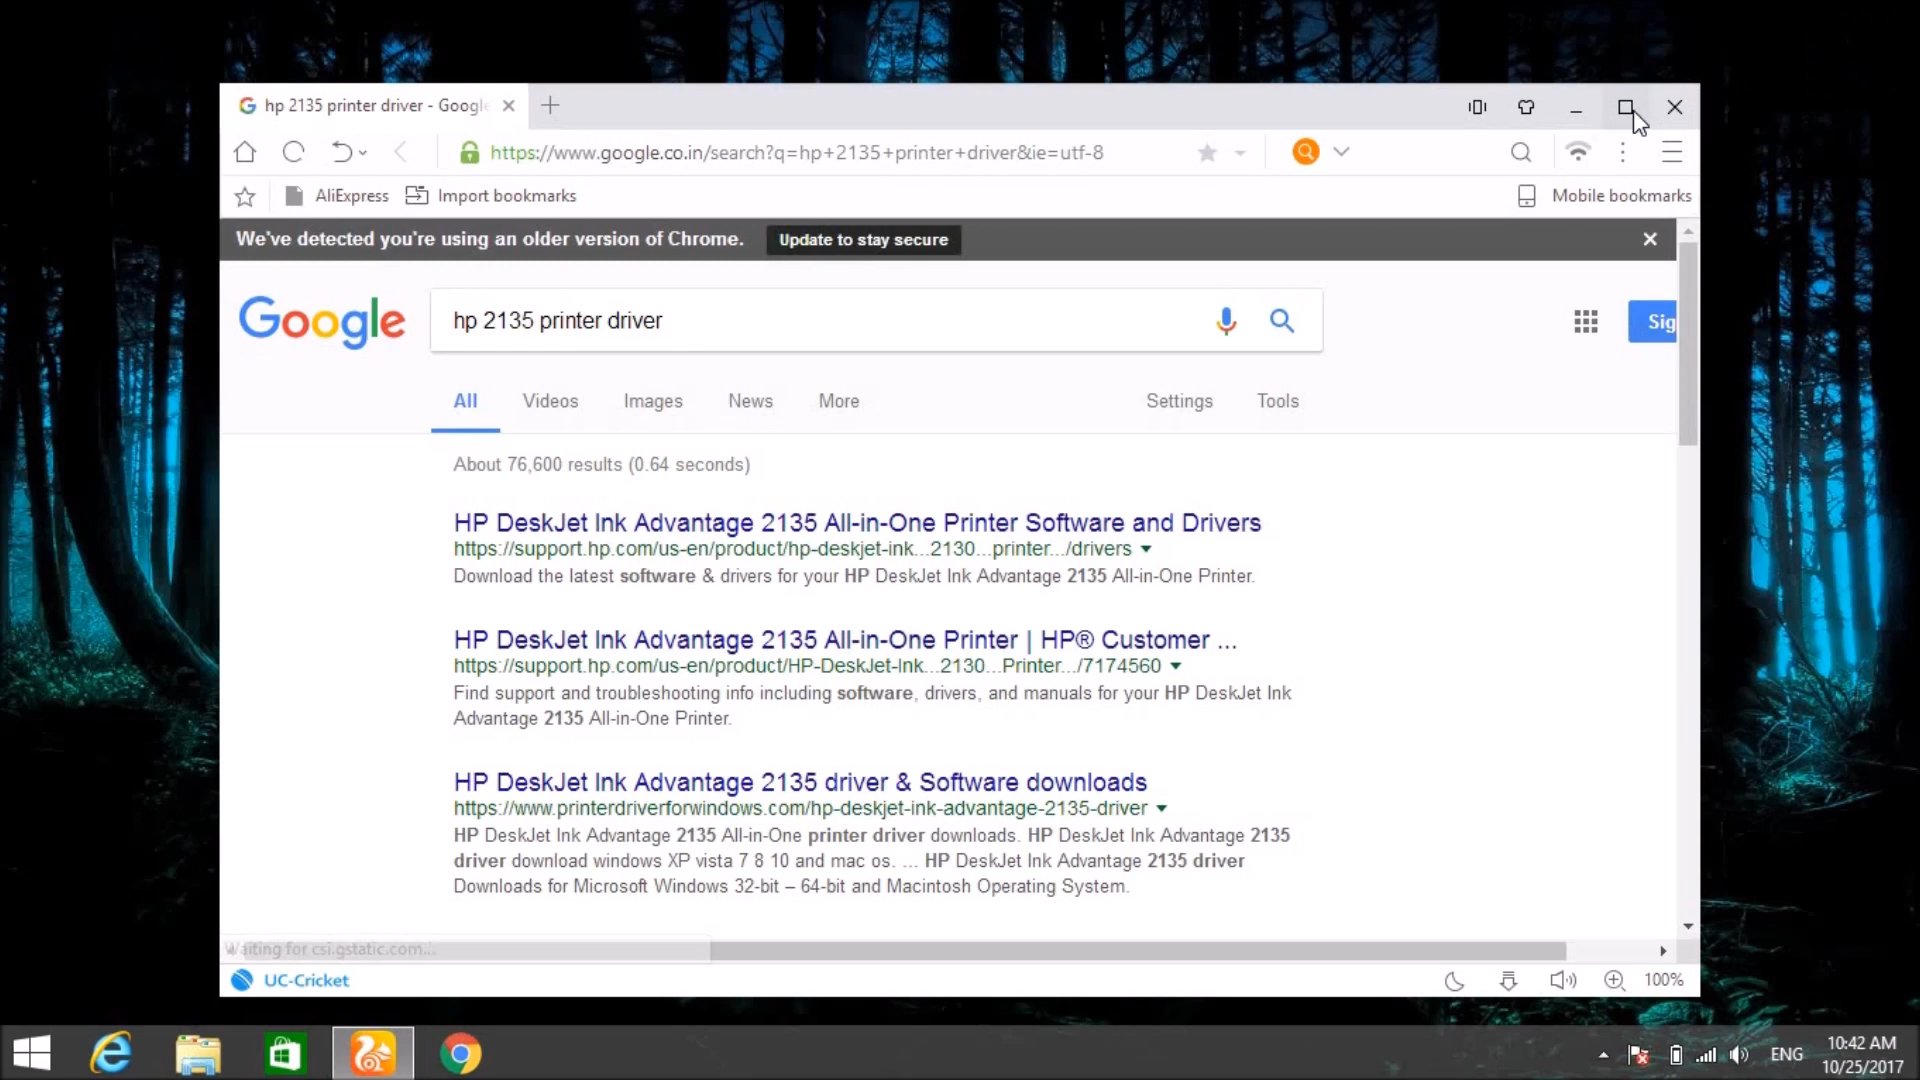 hp 2135 printer driver - Google
https://www.google.co.in/search?q=hp+2135+printer+driver&ie=utf-8
AliExpress Import bookmarks Mobile bookmarks
We've detected you're using an older version of Chrome. Update to stay secure
Google hp 2135 printer driver Sig
All Videos Images News More Settings Tools
About 76,600 results (0.64 seconds)
HP DeskJet Ink Advantage 2135 All-in-One Printer Software and Drivers
https://support.hp.com/us-en/product/hp-deskjet-ink...2130...printer.../drivers
Download the latest software & drivers for your HP DeskJet Ink Advantage 2135 All-in-One Printer.
HP DeskJet Ink Advantage 2135 All-in-One Printer | HP® Customer ...
https://support.hp.com/us-en/product/HP-DeskJet-Ink...2130...Printer.../7174560
Find support and troubleshooting info including software, drivers, and manuals for your HP DeskJet Ink
Advantage 2135 All-in-One Printer.
HP DeskJet Ink Advantage 2135 driver & Software downloads
https://www.printerdriverforwindows.com/hp-deskjet-ink-advantage-2135-driver
HP DeskJet Ink Advantage 2135 All-in-One printer driver downloads. HP DeskJet Ink Advantage 2135
driver download windows XP vista 7 8 10 and mac os. ... HP DeskJet Ink Advantage 2135 driver
Downloads for Microsoft Windows 32-bit – 64-bit and Macintosh Operating System.
Waiting for csi.gstatic.com...
UC-Cricket 100%
ENG
10:42 AM
10/25/2017